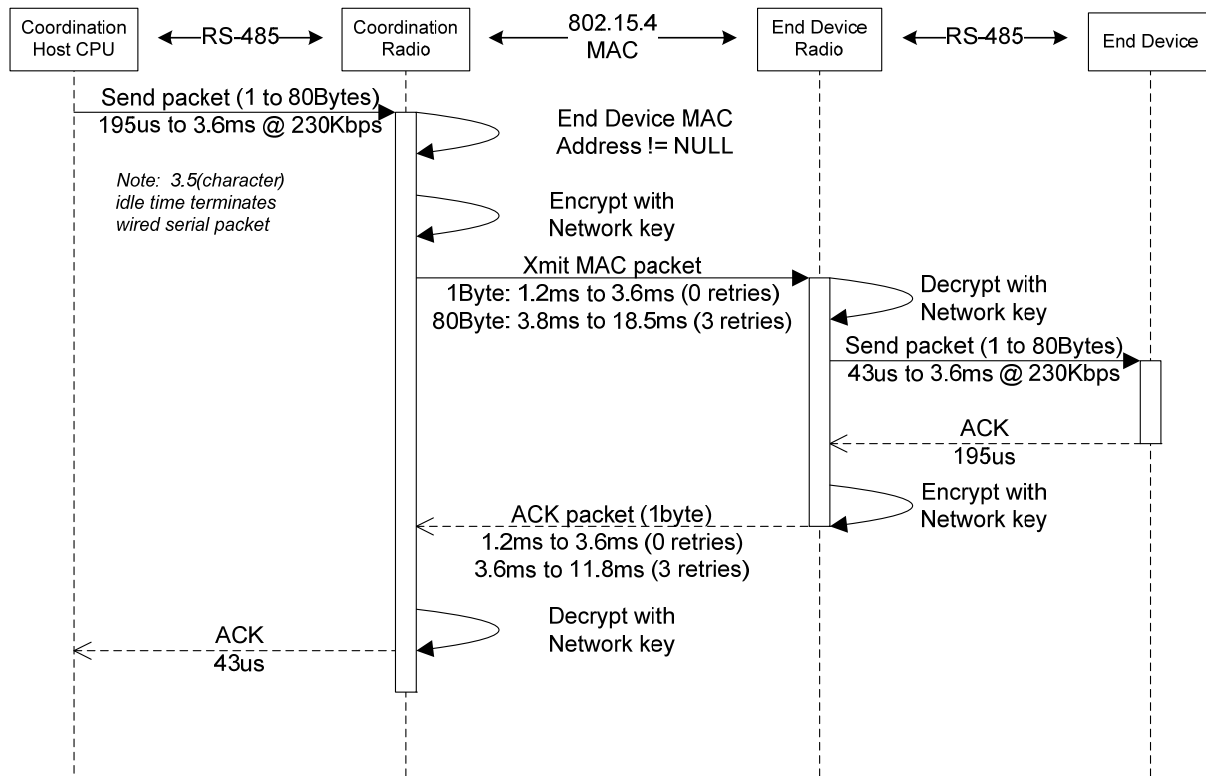 Coordination
Host CPU
RS-485
Coordination
Radio
802.15.4
MAC
End Device
Radio
RS-485
End Device
Send packet (1 to 80Bytes)
195us to 3.6ms @ 230Kbps
End Device MAC
Address != NULL
Note: 3.5(character)
idle time terminates
wired serial packet
Encrypt with
Network key
Xmit MAC packet
1Byte: 1.2ms to 3.6ms (0 retries)
80Byte: 3.8ms to 18.5ms (3 retries)
Decrypt with
Network key
Send packet (1 to 80Bytes)
43us to 3.6ms @ 230Kbps
ACK
195us
Encrypt with
Network key
ACK packet (1byte)
1.2ms to 3.6ms (0 retries)
3.6ms to 11.8ms (3 retries)
Decrypt with
Network key
ACK
43us